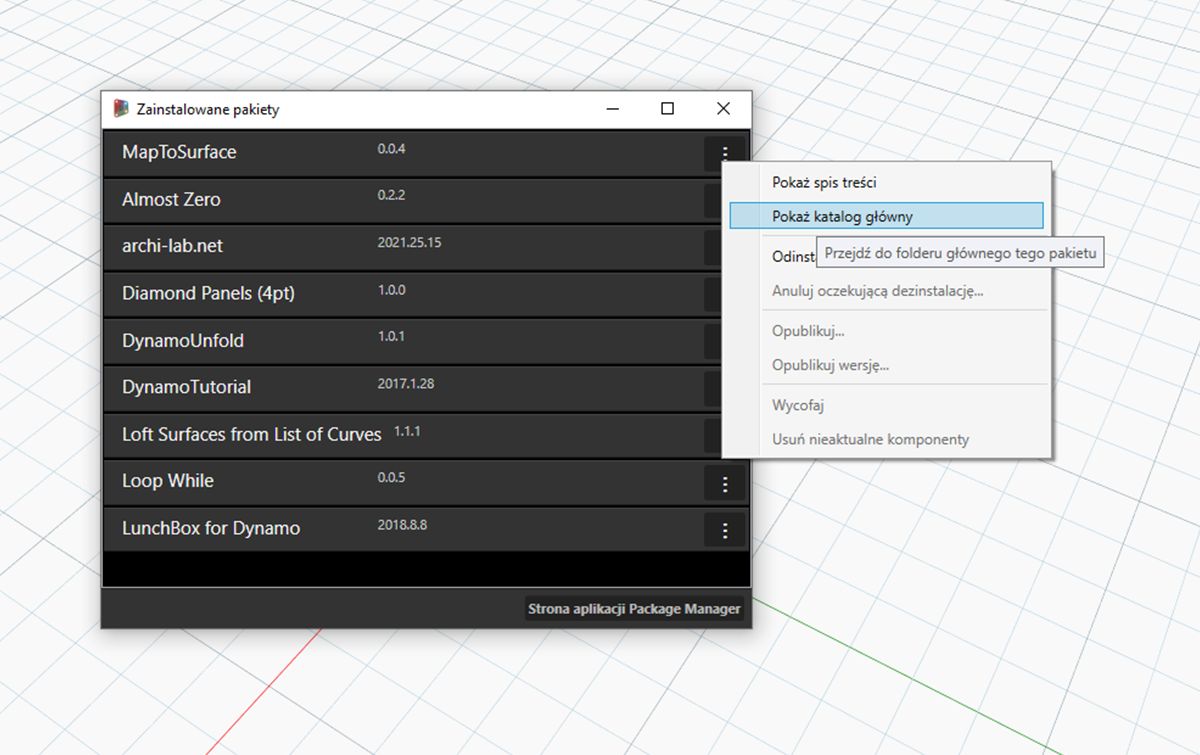 Zainstalowane pakiety
MapToSurface 0.0.4
Almost Zero 0.2.2
archi-lab.net 2021.25.15
Diamond Panels (4pt) 1.0.0
DynamoUnfold 1.0.1
DynamoTutorial 2017.1.28
Loft Surfaces from List of Curves 1.1.1
Loop While 0.0.5
LunchBox for Dynamo 2018.8.8
Strona aplikacji Package Manager
Pokaż spis treści
Pokaż katalog główny
Odinst
Przejdź do folderu głównego tego pakietu
Anuluj oczekującą dezinstalację...
Opublikuj...
Opublikuj wersję...
Wycofaj
Usuń nieaktualne komponenty